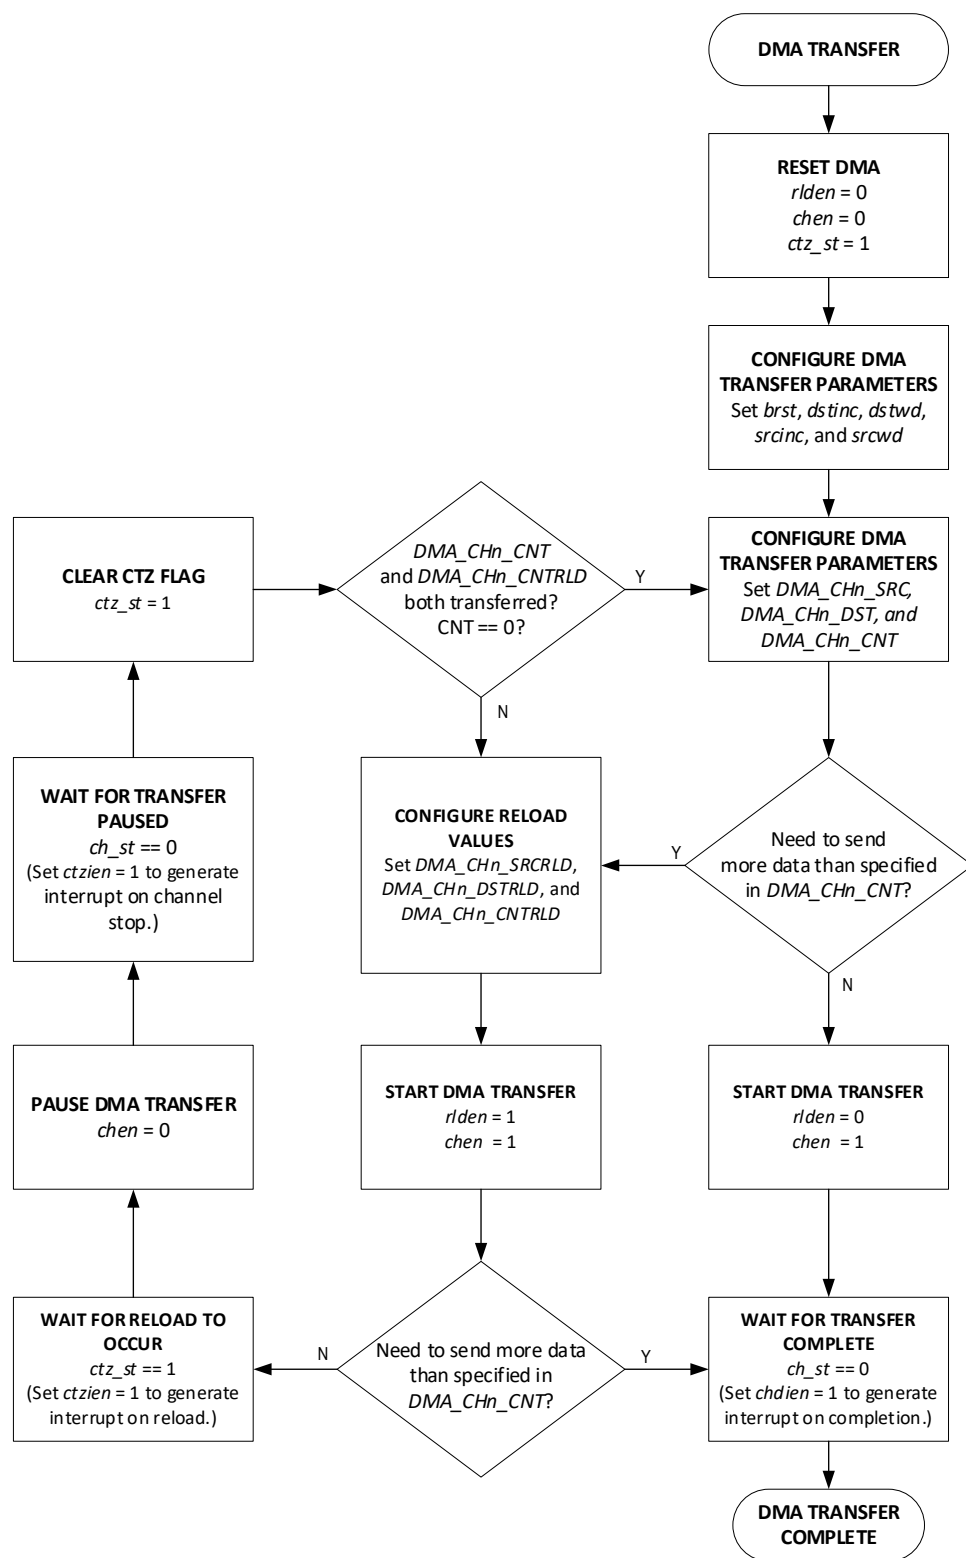 DMA TRANSFER
RESET DMA
rlden = 0
chen = 0
ctz_st = 1
CONFIGURE DMA
TRANSFER PARAMETERS
Set brst, dstinc, dstwd,
srcinc, and srcwd
CLEAR CTZ FLAG
ctz_st = 1
DMA_CHn_CNT
and DMA_CHn_CNTRLD
both transferred?
CNT == 0?
Y
N
CONFIGURE DMA
TRANSFER PARAMETERS
Set DMA_CHn_SRC,
DMA_CHn_DST, and
DMA_CHn_CNT
WAIT FOR TRANSFER
PAUSED
ch_st == 0
(Set ctzien = 1 to generate
interrupt on channel
stop.)
CONFIGURE RELOAD
VALUES
Set DMA_CHn_SRCRLD,
DMA_CHn_DSTRLD, and
DMA_CHn_CNTRLD
Y
Need to send
more data than specified
in DMA_CHn_CNT?
N
PAUSE DMA TRANSFER
chen = 0
START DMA TRANSFER
rlden = 1
chen = 1
START DMA TRANSFER
rlden = 0
chen = 1
WAIT FOR RELOAD TO
OCCUR
ctz_st == 1
(Set ctzien = 1 to generate
interrupt on reload.)
N
Need to send more data
than specified in
DMA_CHn_CNT?
Y
WAIT FOR TRANSFER
COMPLETE
ch_st == 0
(Set chdien = 1 to generate
interrupt on completion.)
DMA TRANSFER
COMPLETE